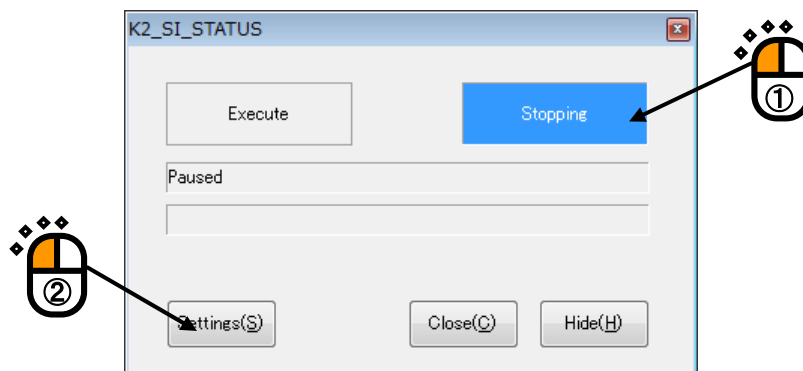 K2_SI_STATUS
①
Execute
Stopping
Paused
②
Settings(S)
Close(C)
Hide(H)